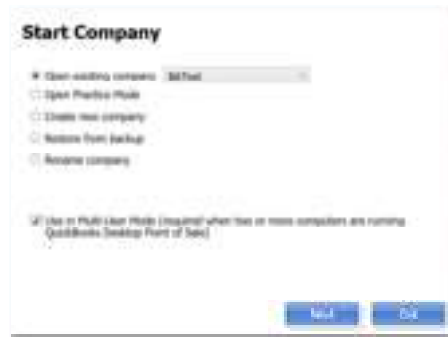 Start Company
Open existing company
Open Practice Mode
Create new company
Restore from backup
Rename company
Use in Multi-User Mode (required when two or more computers are running
QuickBooks Desktop Point of Sale)
Next